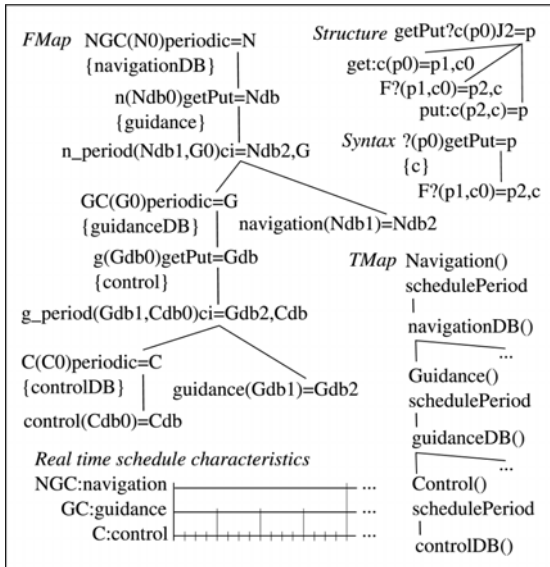 FMap NGC(N0)periodic=N
{navigationDB}
n(Ndb0)getPut=Ndb
{guidance}
n_period(Ndb1,G0)ci=Ndb2,G
GC(G0)periodic=G
{guidanceDB}
navigation(Ndb1)=Ndb2
g(Gdb0)getPut=Gdb
{control}
g_period(Gdb1,Cdb0)ci=Gdb2,Cdb
C(C0)periodic=C
{controlDB}
guidance(Gdb1)=Gdb2
control(Cdb0)=Cdb
Structure getPut?c(p0)J2=p
get:c(p0)=p1,c0
F?(p1,c0)=p2,c
put:c(p2,c)=p
Syntax ?(p0)getPut=p
{c}
F?(p1,c0)=p2,c
TMap Navigation()
schedulePeriod
navigationDB()
...
Guidance()
schedulePeriod
guidanceDB()
...
Control()
schedulePeriod
controlDB()
Real time schedule characteristics
NGC:navigation ...
GC:guidance ...
C:control ...